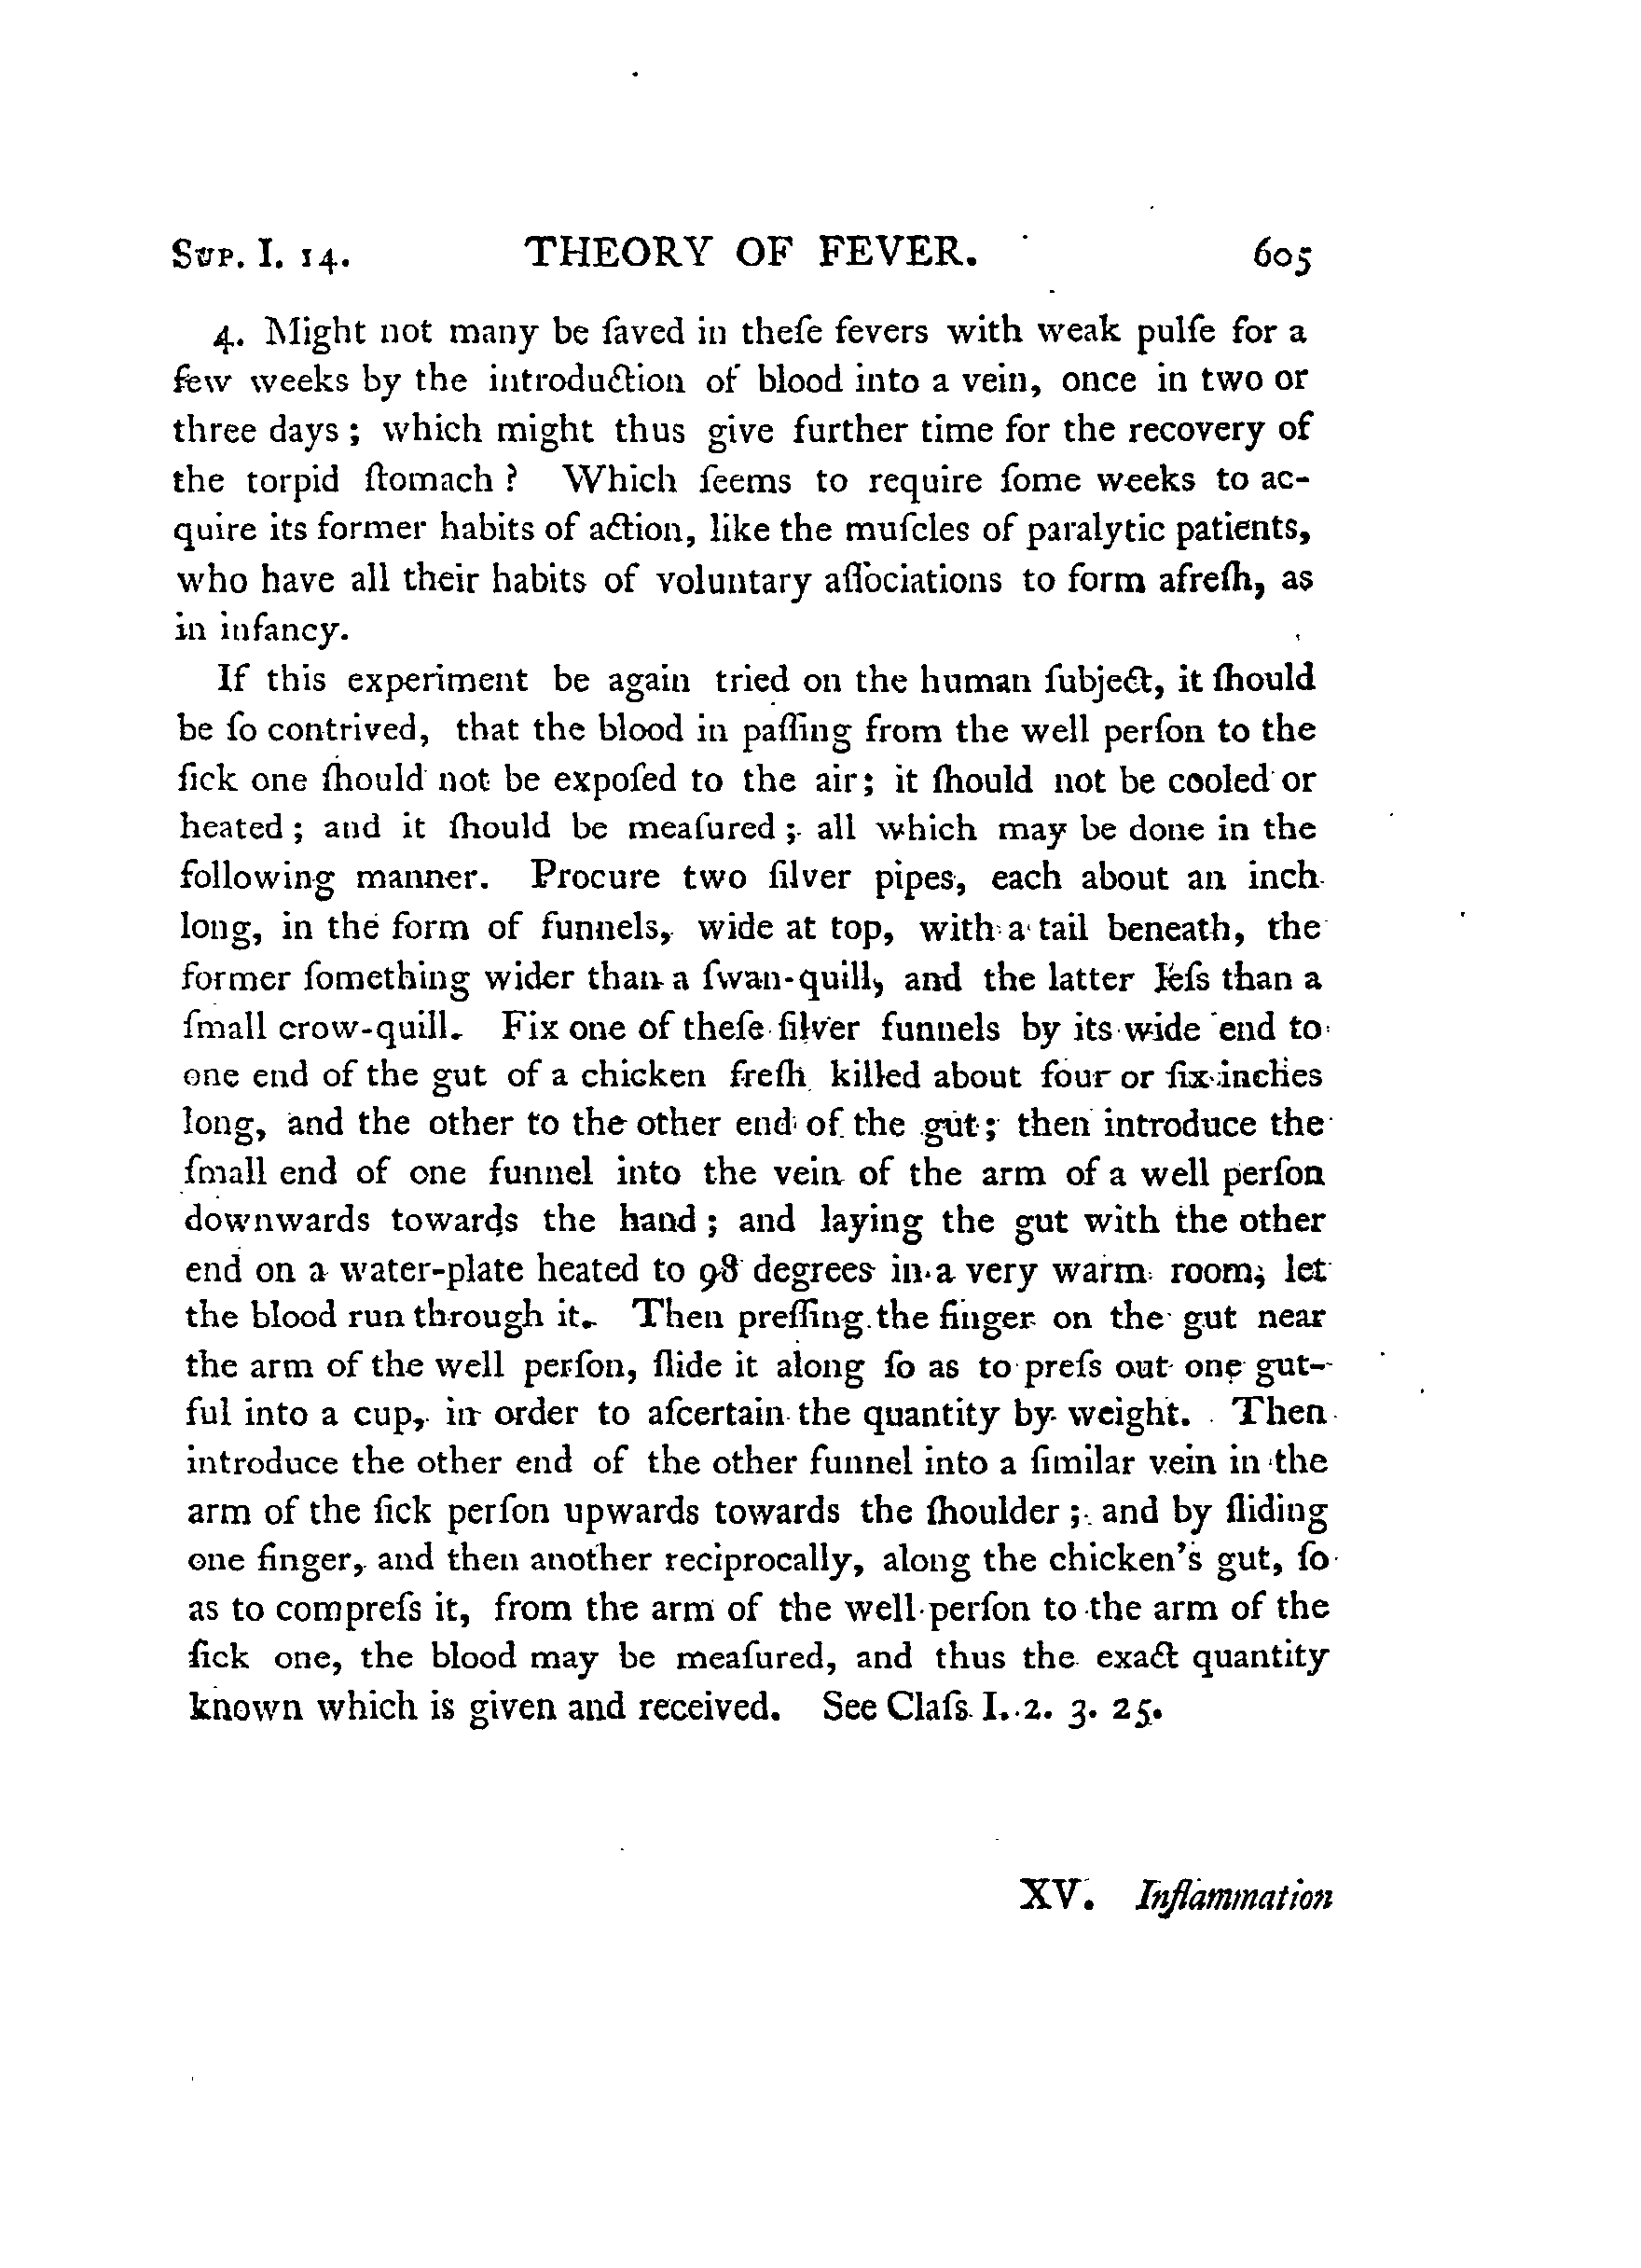 SUP. I. 14. THEORY OF FEVER. 605
4. Might not many be ſaved in theſe fevers with weak pulſe for a
few weeks by the introduction of blood into a vein, once in two or
three days ; which might thus give further time for the recovery of
the torpid ſtomach ? Which ſeems to require ſome weeks to ac-
quire its former habits of action, like the muſcles of paralytic patients,
who have all their habits of voluntary aſſociations to form afreſh, as
in infancy.
If this experiment be again tried on the human ſubject, it ſhould
be ſo contrived, that the blood in paſſing from the well perſon to the
ſick one ſhould not be expoſed to the air; it ſhould not be cooled or
heated ; and it ſhould be meaſured ; all which may be done in the
following manner. Procure two ſilver pipes, each about an inch
long, in the form of funnels, wide at top, with a tail beneath, the
former ſomething wider than a ſwan-quill, and the latter leſs than a
ſmall crow-quill. Fix one of theſe ſilver funnels by its wide end to
one end of the gut of a chicken freſh killed about four or ſix inches
long, and the other to the other end of the gut ; then introduce the
ſmall end of one funnel into the vein of the arm of a well perſon
downwards towards the hand ; and laying the gut with the other
end on a water-plate heated to 98 degrees in a very warm room; let
the blood run through it. Then preſſing the finger on the gut near
the arm of the well perſon, ſlide it along ſo as to preſs out one gut-
ful into a cup, in order to aſcertain the quantity by weight. Then
introduce the other end of the other funnel into a ſimilar vein in the
arm of the ſick perſon upwards towards the ſhoulder ; and by ſliding
one finger, and then another reciprocally, along the chicken's gut, ſo
as to compreſs it, from the arm of the well perſon to the arm of the
ſick one, the blood may be meaſured, and thus the exact quantity
known which is given and received. See Claſs I. 2. 3. 25.
XV. Inflammation